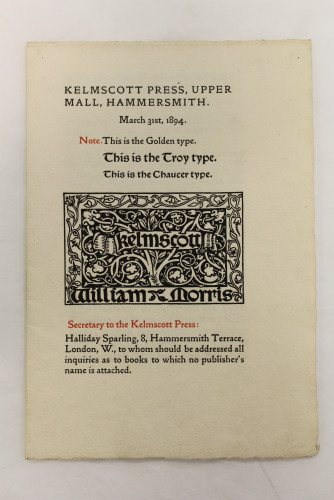 KELMSCOTT PRESS, UPPER
MALL, HAMMERSMITH.
March 31st, 1894.
Note. This is the Golden type.
This is the Troy type.
This is the Chaucer type.
Kelmscott
William Morris
Secretary to the Kelmscott Press:
Halliday Sparling, 8, Hammersmith Terrace,
London, W., to whom should be addressed all
inquiries as to books to which no publisher's
name is attached.